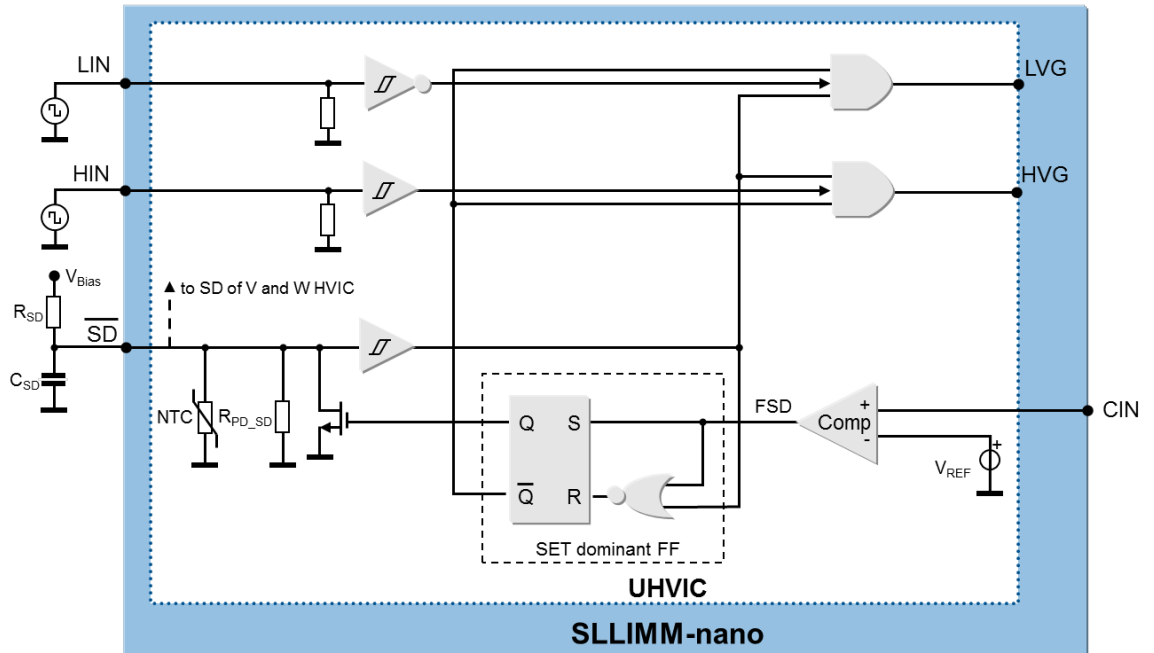 LIN
LVG
HIN
HVG
V_Bias
to SD of V and W HVIC
R_SD
S̅D̅
C_SD
NTC
R_PD_SD
Q
S
FSD
+
Comp
-
CIN
+
V_REF
Q̅
R
SET dominant FF
UHVIC
SLLIMM-nano